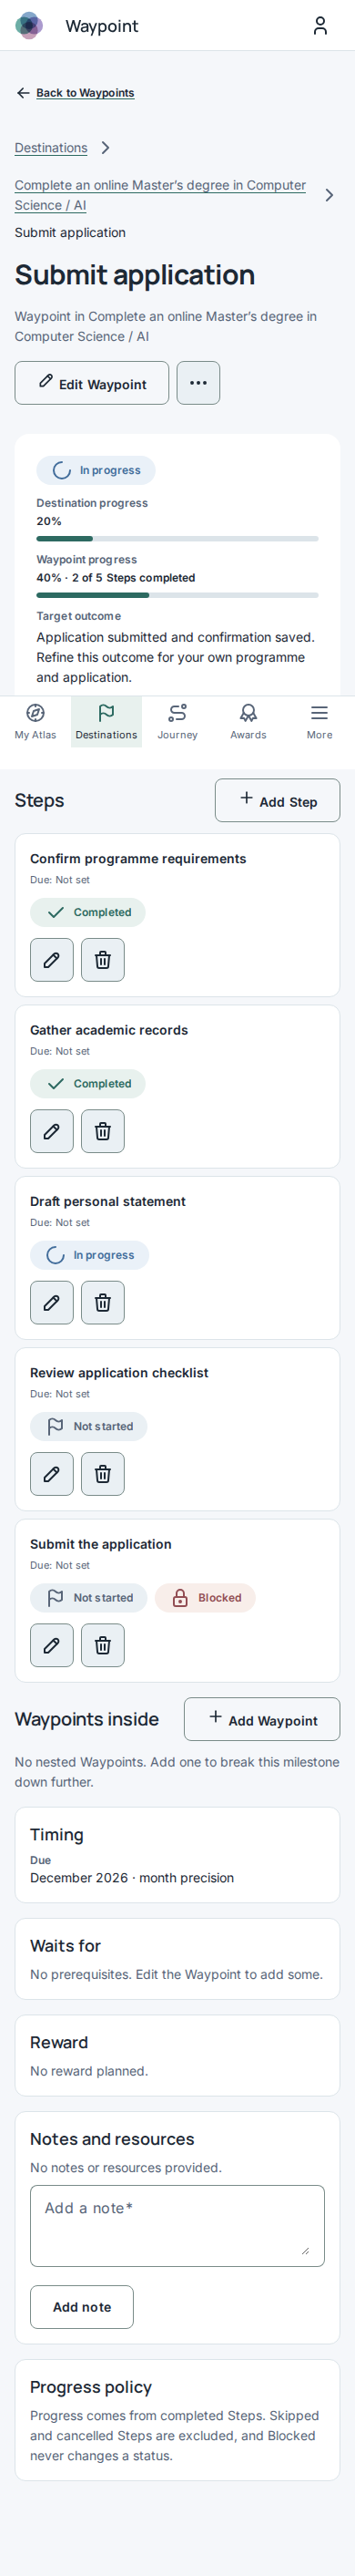 Waypoint
Back to Waypoints
Destinations
Complete an online Master’s degree in Computer
Science / AI
Submit application
Submit application
Waypoint in Complete an online Master’s degree in
Computer Science / AI
Edit Waypoint
In progress
Destination progress
20%
Waypoint progress
40% · 2 of 5 Steps completed
Target outcome
Application submitted and confirmation saved.
Refine this outcome for your own programme
and application.
My Atlas
Destinations
Journey
Awards
More
Steps
Add Step
Confirm programme requirements
Due: Not set
Completed
Gather academic records
Due: Not set
Completed
Draft personal statement
Due: Not set
In progress
Review application checklist
Due: Not set
Not started
Submit the application
Due: Not set
Not started
Blocked
Waypoints inside
Add Waypoint
No nested Waypoints. Add one to break this milestone
down further.
Timing
Due
December 2026 · month precision
Waits for
No prerequisites. Edit the Waypoint to add some.
Reward
No reward planned.
Notes and resources
No notes or resources provided.
Add a note*
Add note
Progress policy
Progress comes from completed Steps. Skipped
and cancelled Steps are excluded, and Blocked
never changes a status.